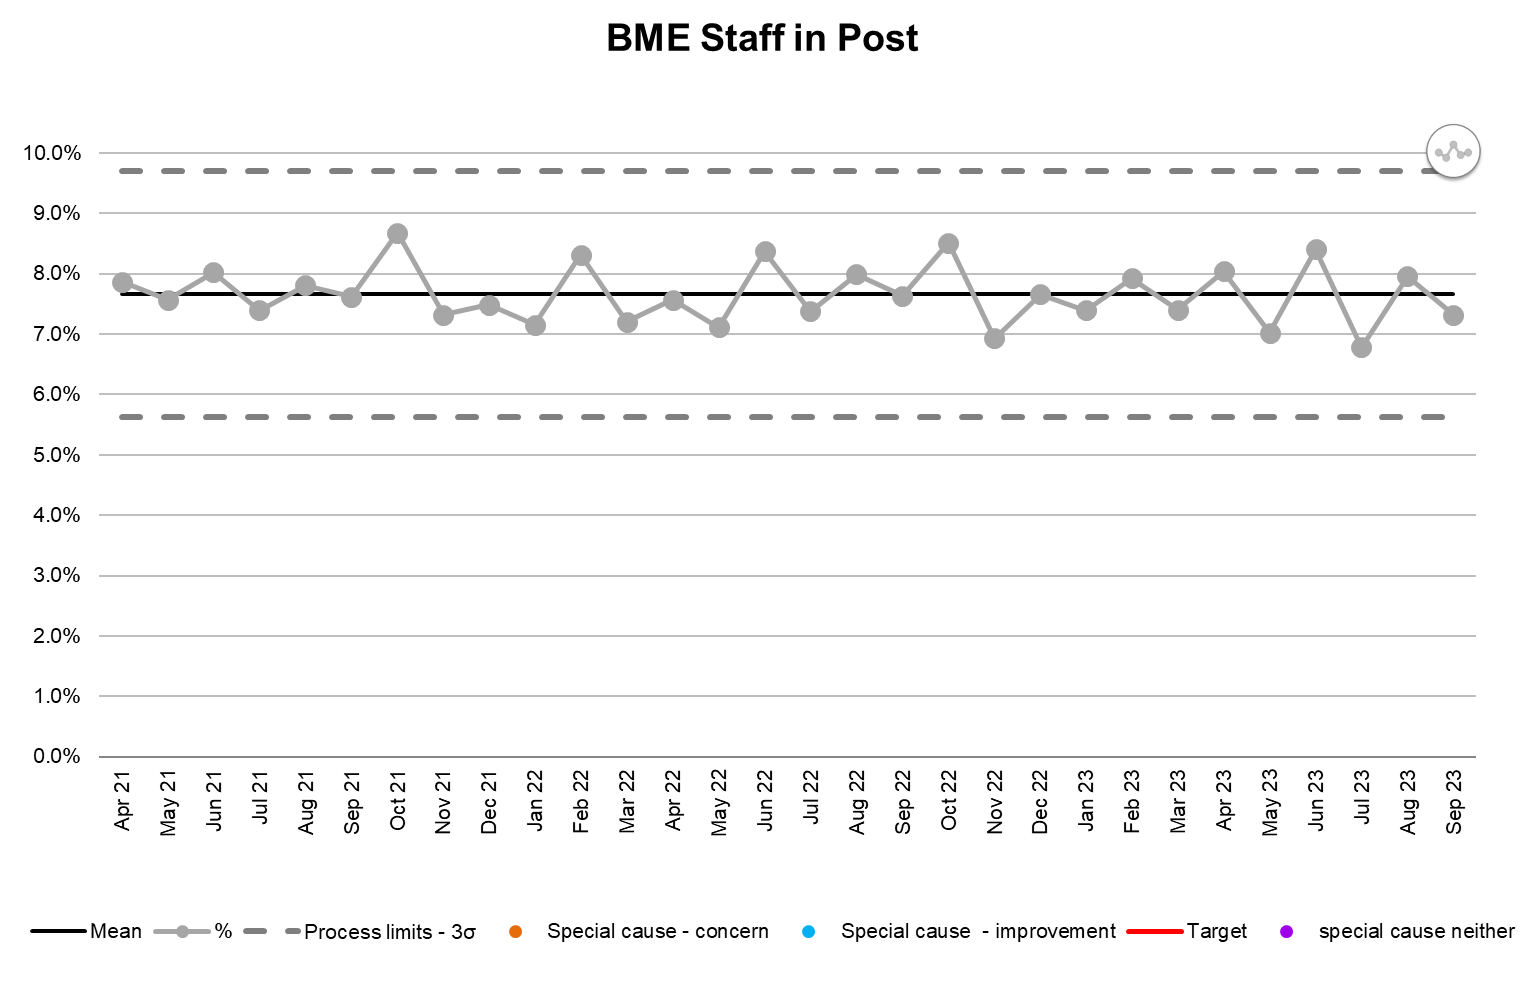 BME Staff in Post
10.0%
9.0%
8.0%
7.0%
6.0%
5.0%
4.0%
3.0%
2.0%
1.0%
0.0%
Apr 21
May 21
Jun 21
Jul 21
Aug 21
Sep 21
Oct 21
Nov 21
Dec 21
Jan 22
Feb 22
Mar 22
Apr 22
May 22
Jun 22
Jul 22
Aug 22
Sep 22
Oct 22
Nov 22
Dec 22
Jan 23
Feb 23
Mar 23
Apr 23
May 23
Jun 23
Jul 23
Aug 23
Sep 23
Mean % Process limits - 3σ Special cause - concern Special cause - improvement Target special cause neither